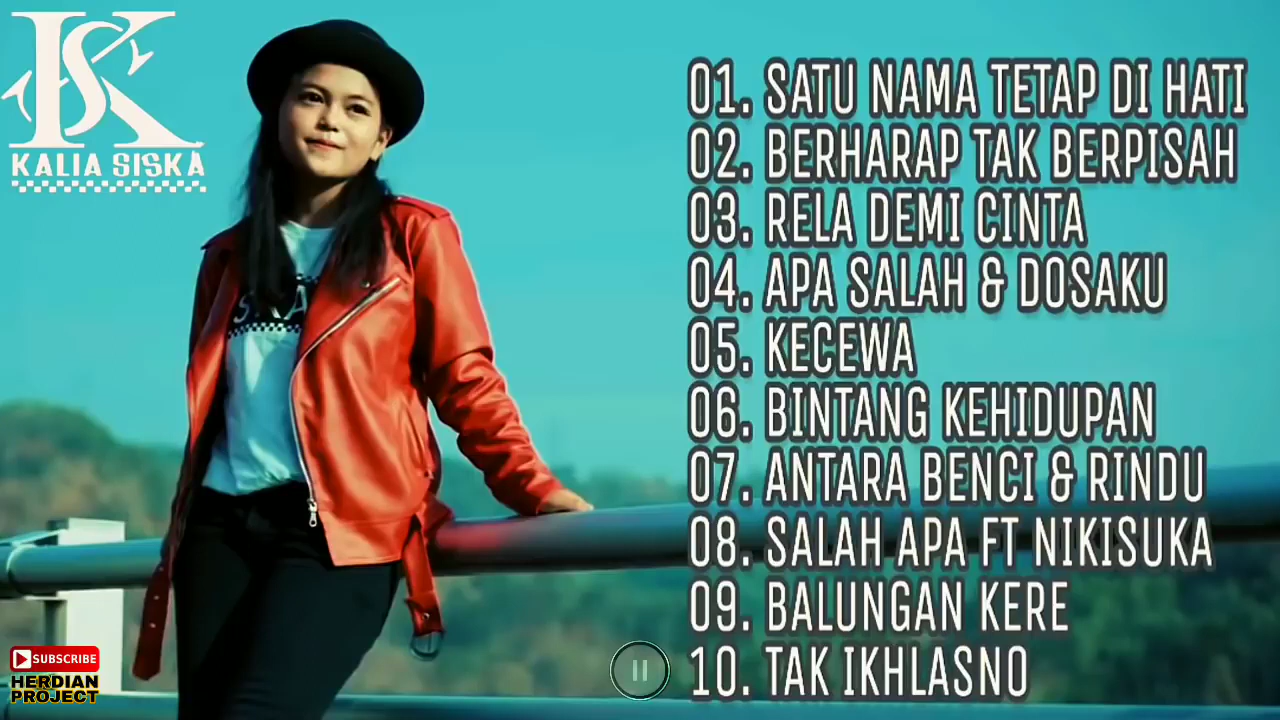 KS
KALIA SISKA
01. SATU NAMA TETAP DI HATI
02. BERHARAP TAK BERPISAH
03. RELA DEMI CINTA
04. APA SALAH & DOSAKU
05. KECEWA
06. BINTANG KEHIDUPAN
07. ANTARA BENCI & RINDU
08. SALAH APA FT NIKISUKA
09. BALUNGAN KERE
10. TAK IKHLASNO
SUBSCRIBE
HERDIAN
PROJECT